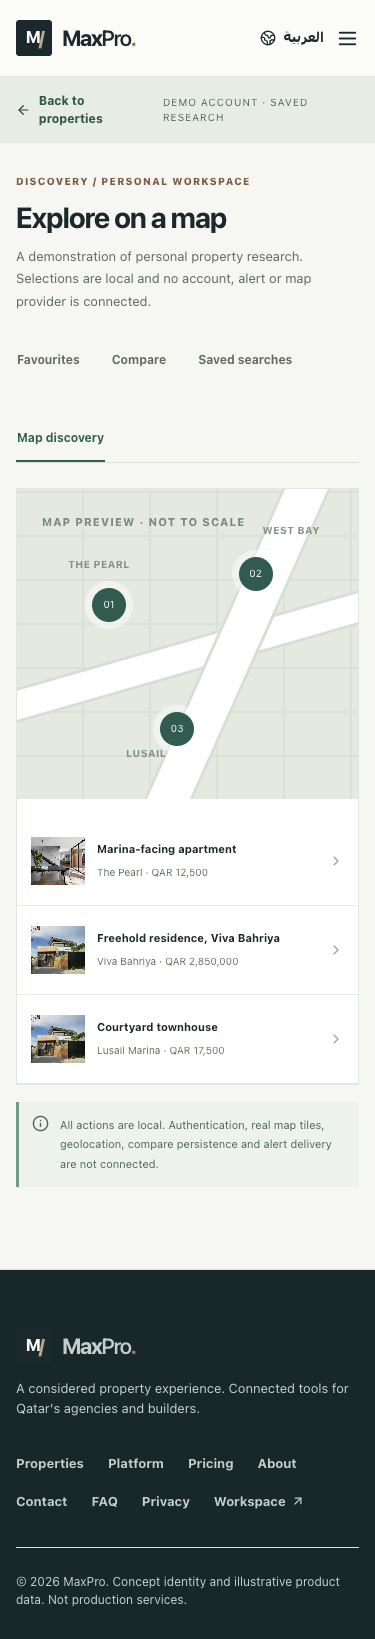 M/ MaxPro.
العربية
Back to
properties
DEMO ACCOUNT · SAVED
RESEARCH
DISCOVERY / PERSONAL WORKSPACE
Explore on a map
A demonstration of personal property research.
Selections are local and no account, alert or map
provider is connected.
Favourites Compare Saved searches
Map discovery
MAP PREVIEW · NOT TO SCALE
WEST BAY
THE PEARL
02
01
03
LUSAIL
Marina-facing apartment
The Pearl · QAR 12,500
Freehold residence, Viva Bahriya
Viva Bahriya · QAR 2,850,000
Courtyard townhouse
Lusail Marina · QAR 17,500
All actions are local. Authentication, real map tiles,
geolocation, compare persistence and alert delivery
are not connected.
M/ MaxPro.
A considered property experience. Connected tools for
Qatar's agencies and builders.
Properties Platform Pricing About
Contact FAQ Privacy Workspace ↗
© 2026 MaxPro. Concept identity and illustrative product
data. Not production services.